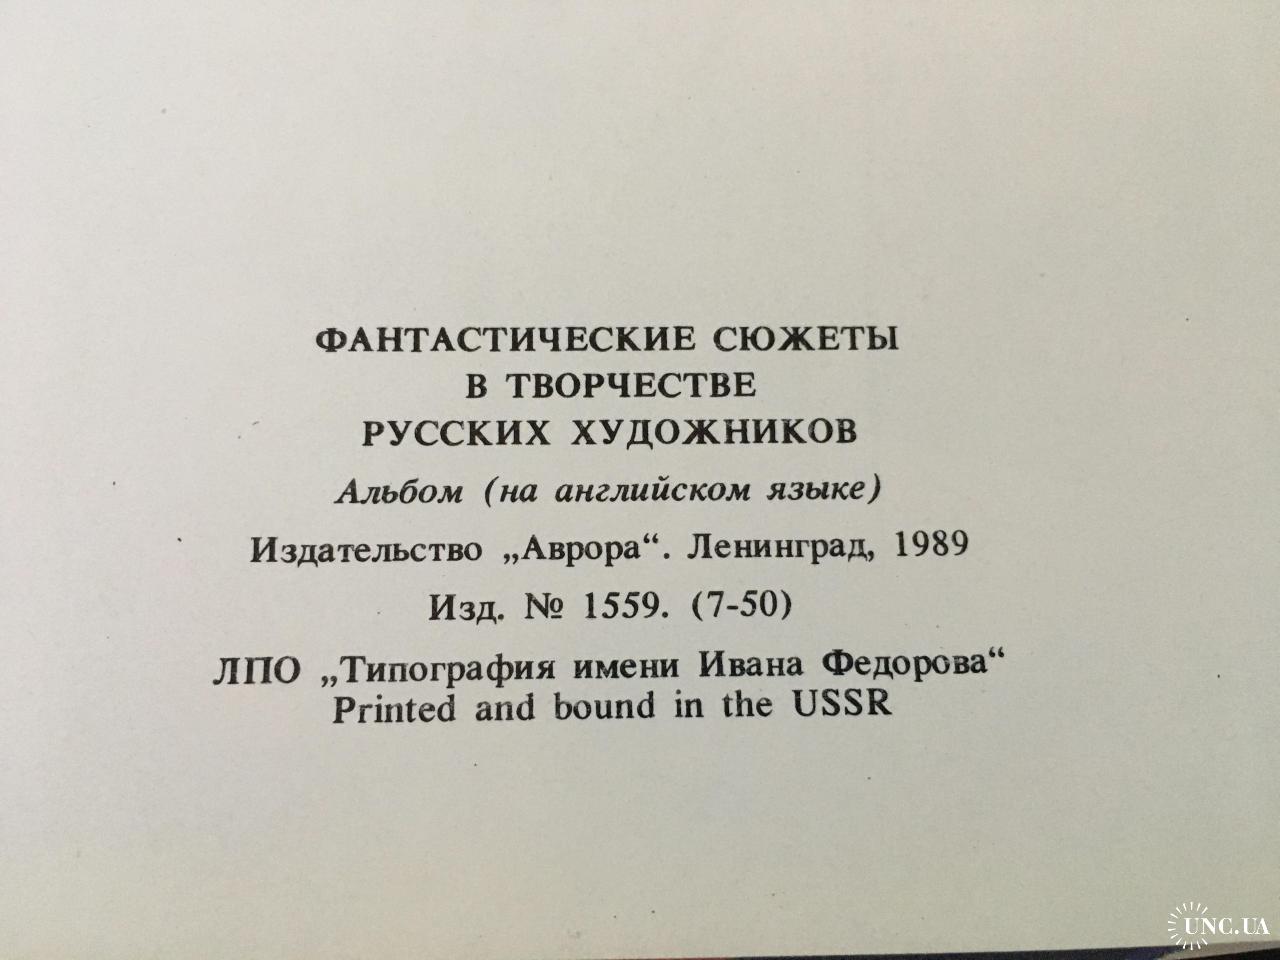 ФАНТАСТИЧЕСКИЕ СЮЖЕТЫ
В ТВОРЧЕСТВЕ
РУССКИХ ХУДОЖНИКОВ
Альбом (на английском языке)
Издательство „Аврора“. Ленинград, 1989
Изд. № 1559. (7-50)
ЛПО „Типография имени Ивана Федорова“
Printed and bound in the USSR
UNC.UA